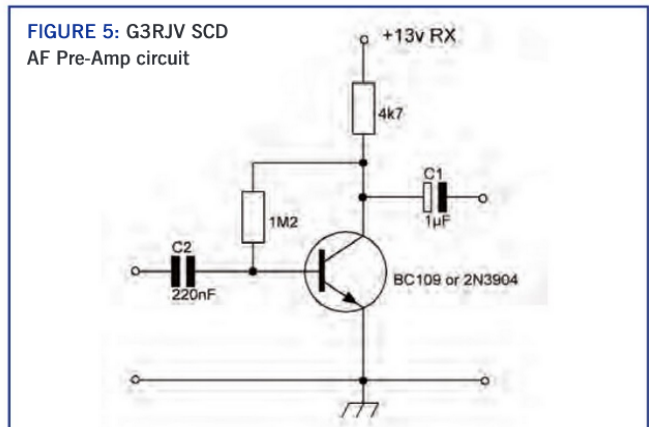 FIGURE 5: G3RJV SCD
AF Pre-Amp circuit
+13v RX
4k7
C1
1µF
1M2
C2
220nF
BC109 or 2N3904